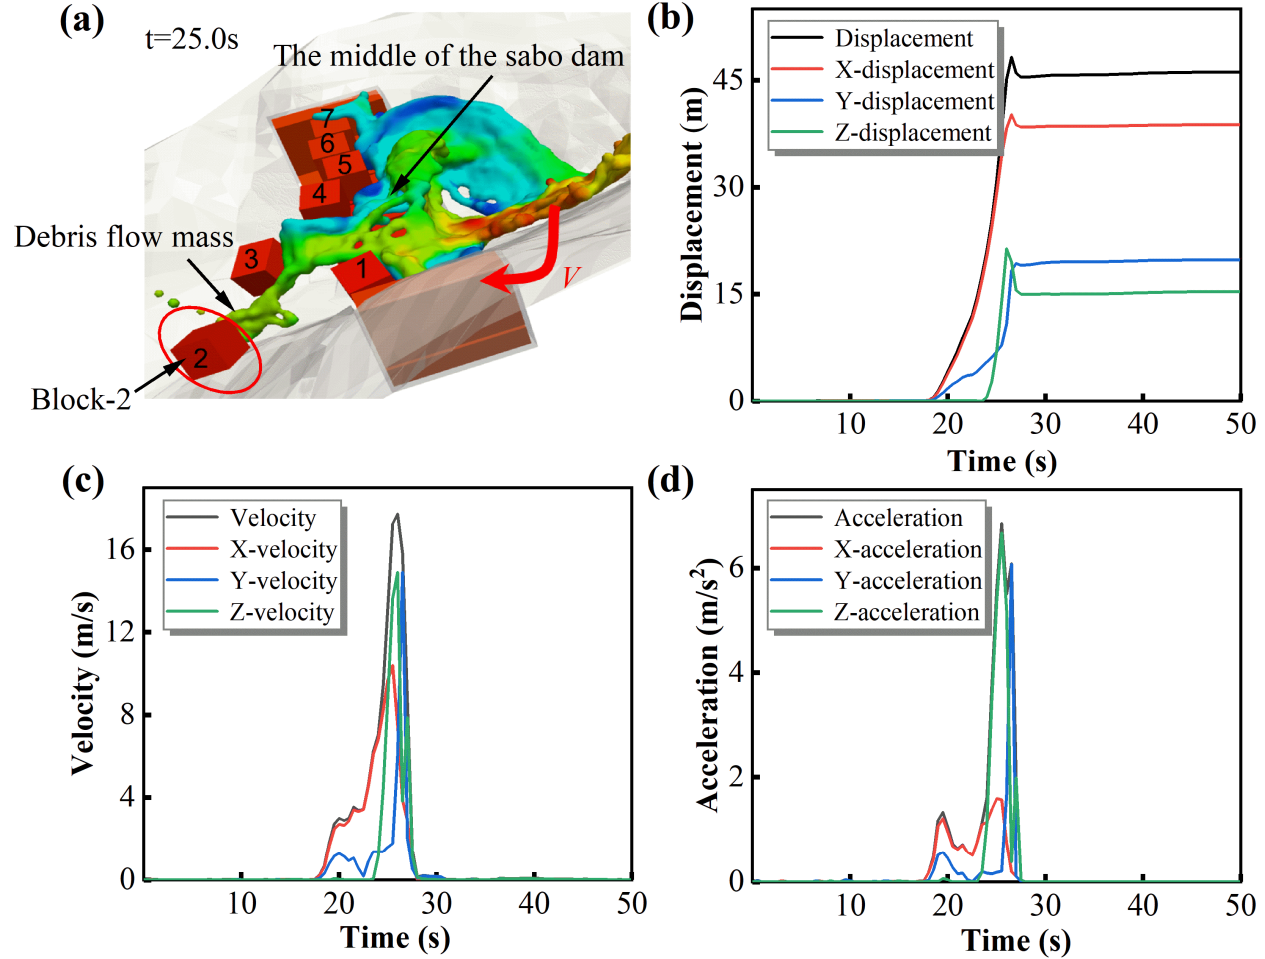 (a)
t=25.0s
The middle of the sabo dam
7
6
5
4
Debris flow mass
3
1
V
2
Block-2
(b)
Displacement
X-displacement
Y-displacement
Z-displacement
Displacement (m)
45
30
15
0
10 20 30 40 50
Time (s)
(c)
Velocity
X-velocity
Y-velocity
Z-velocity
Velocity (m/s)
16
12
8
4
0
10 20 30 40 50
Time (s)
(d)
Acceleration
X-acceleration
Y-acceleration
Z-acceleration
Acceleration (m/s²)
6
4
2
0
10 20 30 40 50
Time (s)